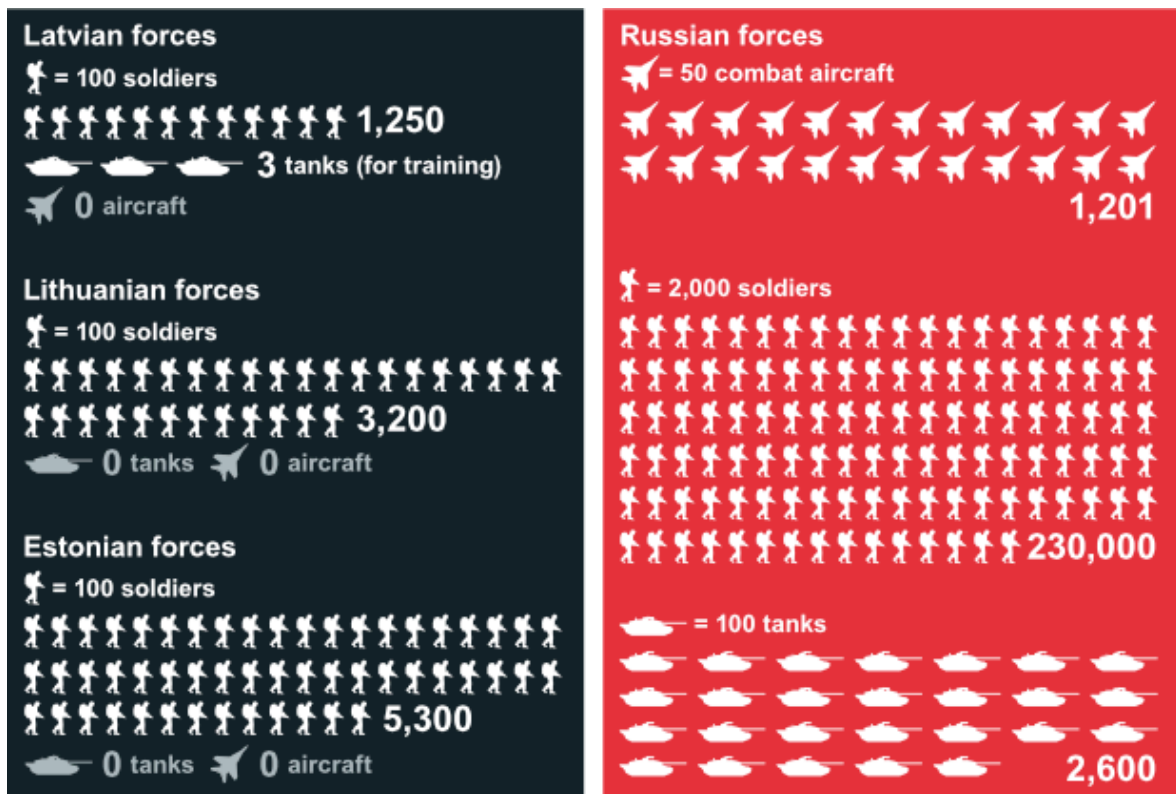 Latvian forces
= 100 soldiers
1,250
3 tanks (for training)
0 aircraft
Lithuanian forces
= 100 soldiers
3,200
0 tanks 0 aircraft
Estonian forces
= 100 soldiers
5,300
0 tanks 0 aircraft
Russian forces
= 50 combat aircraft
1,201
= 2,000 soldiers
230,000
= 100 tanks
2,600